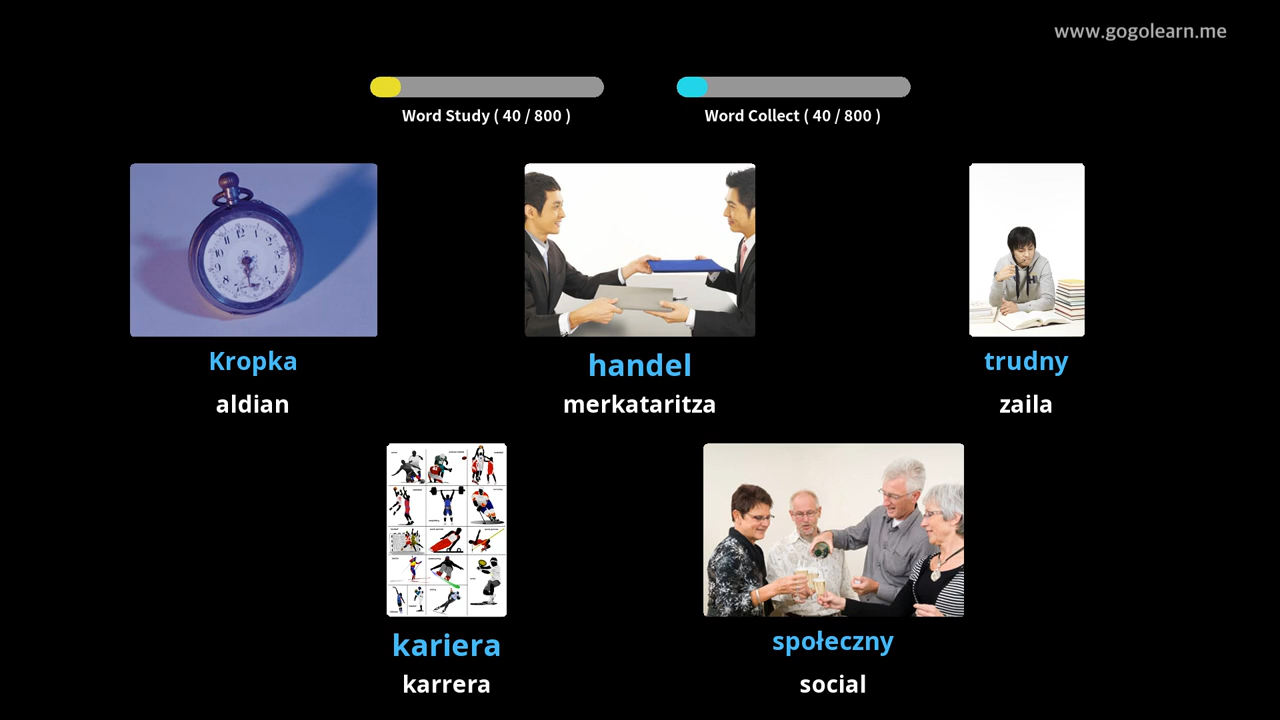 www.gogolearn.me
Word Study ( 40 / 800 )
Word Collect ( 40 / 800 )
Kropka
aldian
handel
merkataritza
trudny
zaila
kariera
karrera
społeczny
social